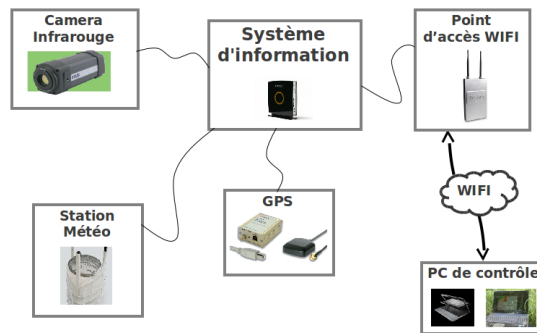 Camera
Infrarouge
Système
d'information
Point
d'accès WIFI
WIFI
GPS
Station
Météo
PC de contrôle